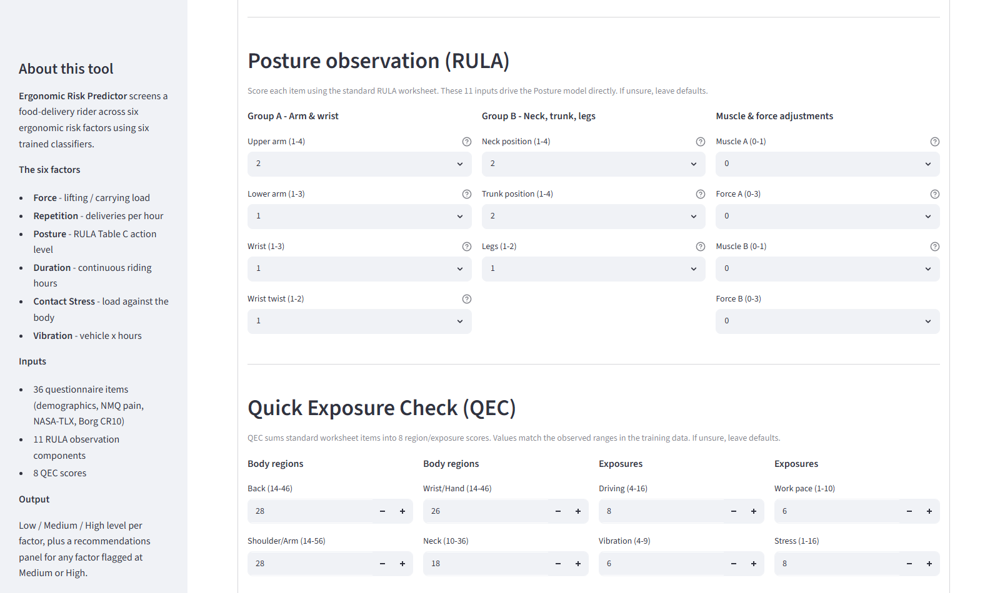 About this tool
Ergonomic Risk Predictor screens a
food-delivery rider across six
ergonomic risk factors using six
trained classifiers.
The six factors
• Force - lifting / carrying load
• Repetition - deliveries per hour
• Posture - RULA Table C action
level
• Duration - continuous riding
hours
• Contact Stress - load against the
body
• Vibration - vehicle x hours
Inputs
• 36 questionnaire items
(demographics, NMQ pain,
NASA-TLX, Borg CR10)
• 11 RULA observation
components
• 8 QEC scores
Output
Low / Medium / High level per
factor, plus a recommendations
panel for any factor flagged at
Medium or High.
Posture observation (RULA)
Score each item using the standard RULA worksheet. These 11 inputs drive the Posture model directly. If unsure, leave defaults.
Group A - Arm & wrist
Upper arm (1-4)
2
Lower arm (1-3)
1
Wrist (1-3)
1
Wrist twist (1-2)
1
Group B - Neck, trunk, legs
Neck position (1-4)
2
Trunk position (1-4)
2
Legs (1-2)
1
Muscle & force adjustments
Muscle A (0-1)
0
Force A (0-3)
0
Muscle B (0-1)
0
Force B (0-3)
0
Quick Exposure Check (QEC)
QEC sums standard worksheet items into 8 region/exposure scores. Values match the observed ranges in the training data. If unsure, leave defaults.
Body regions
Back (14-46)
28
Shoulder/Arm (14-56)
28
Body regions
Wrist/Hand (14-46)
26
Neck (10-36)
18
Exposures
Driving (4-16)
8
Vibration (4-9)
6
Exposures
Work pace (1-10)
6
Stress (1-16)
8